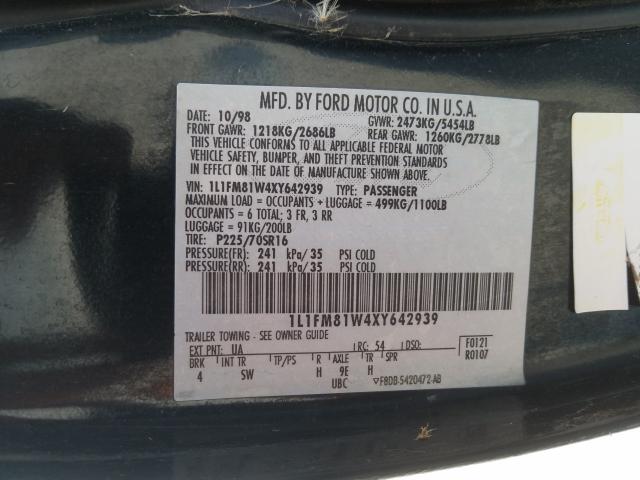 MFD. BY FORD MOTOR CO. IN U.S.A.
DATE: 10/98 GVWR: 2473KG/5454LB
FRONT GAWR: 1218KG/2686LB REAR GAWR: 1260KG/2778LB
THIS VEHICLE CONFORMS TO ALL APPLICABLE FEDERAL MOTOR
VEHICLE SAFETY, BUMPER, AND THEFT PREVENTION STANDARDS
IN EFFECT ON THE DATE OF MANUFACTURE SHOWN ABOVE.
VIN: 1L1FM81W4XY642939 TYPE: PASSENGER
MAXIMUM LOAD = OCCUPANTS + LUGGAGE = 499KG/1100LB
OCCUPANTS = 6 TOTAL; 3 FR, 3 RR
LUGGAGE = 91KG/200LB
TIRE: P225/70SR16
PRESSURE(FR): 241 kPa/35 PSI COLD
PRESSURE(RR): 241 kPa/35 PSI COLD
1L1FM81W4XY642939
TRAILER TOWING - SEE OWNER GUIDE
EXT PNT: UA RC: 54 DSO: F0121
BRK INT TR TP/PS R AXLE TR SPR R0107
4 SW H 9E H
UBC ▽F8DB-5420472-AB